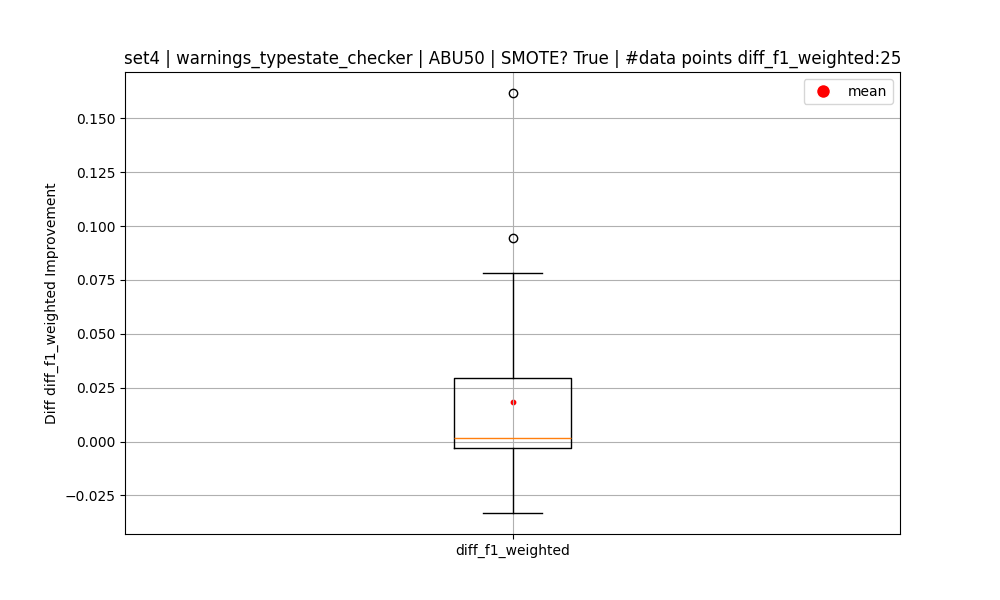 set4 | warnings_typestate_checker | ABU50 | SMOTE? True | #data points diff_f1_weighted:25
mean
0.150
0.125
0.100
0.075
0.050
0.025
0.000
−0.025
Diff diff_f1_weighted Improvement
diff_f1_weighted